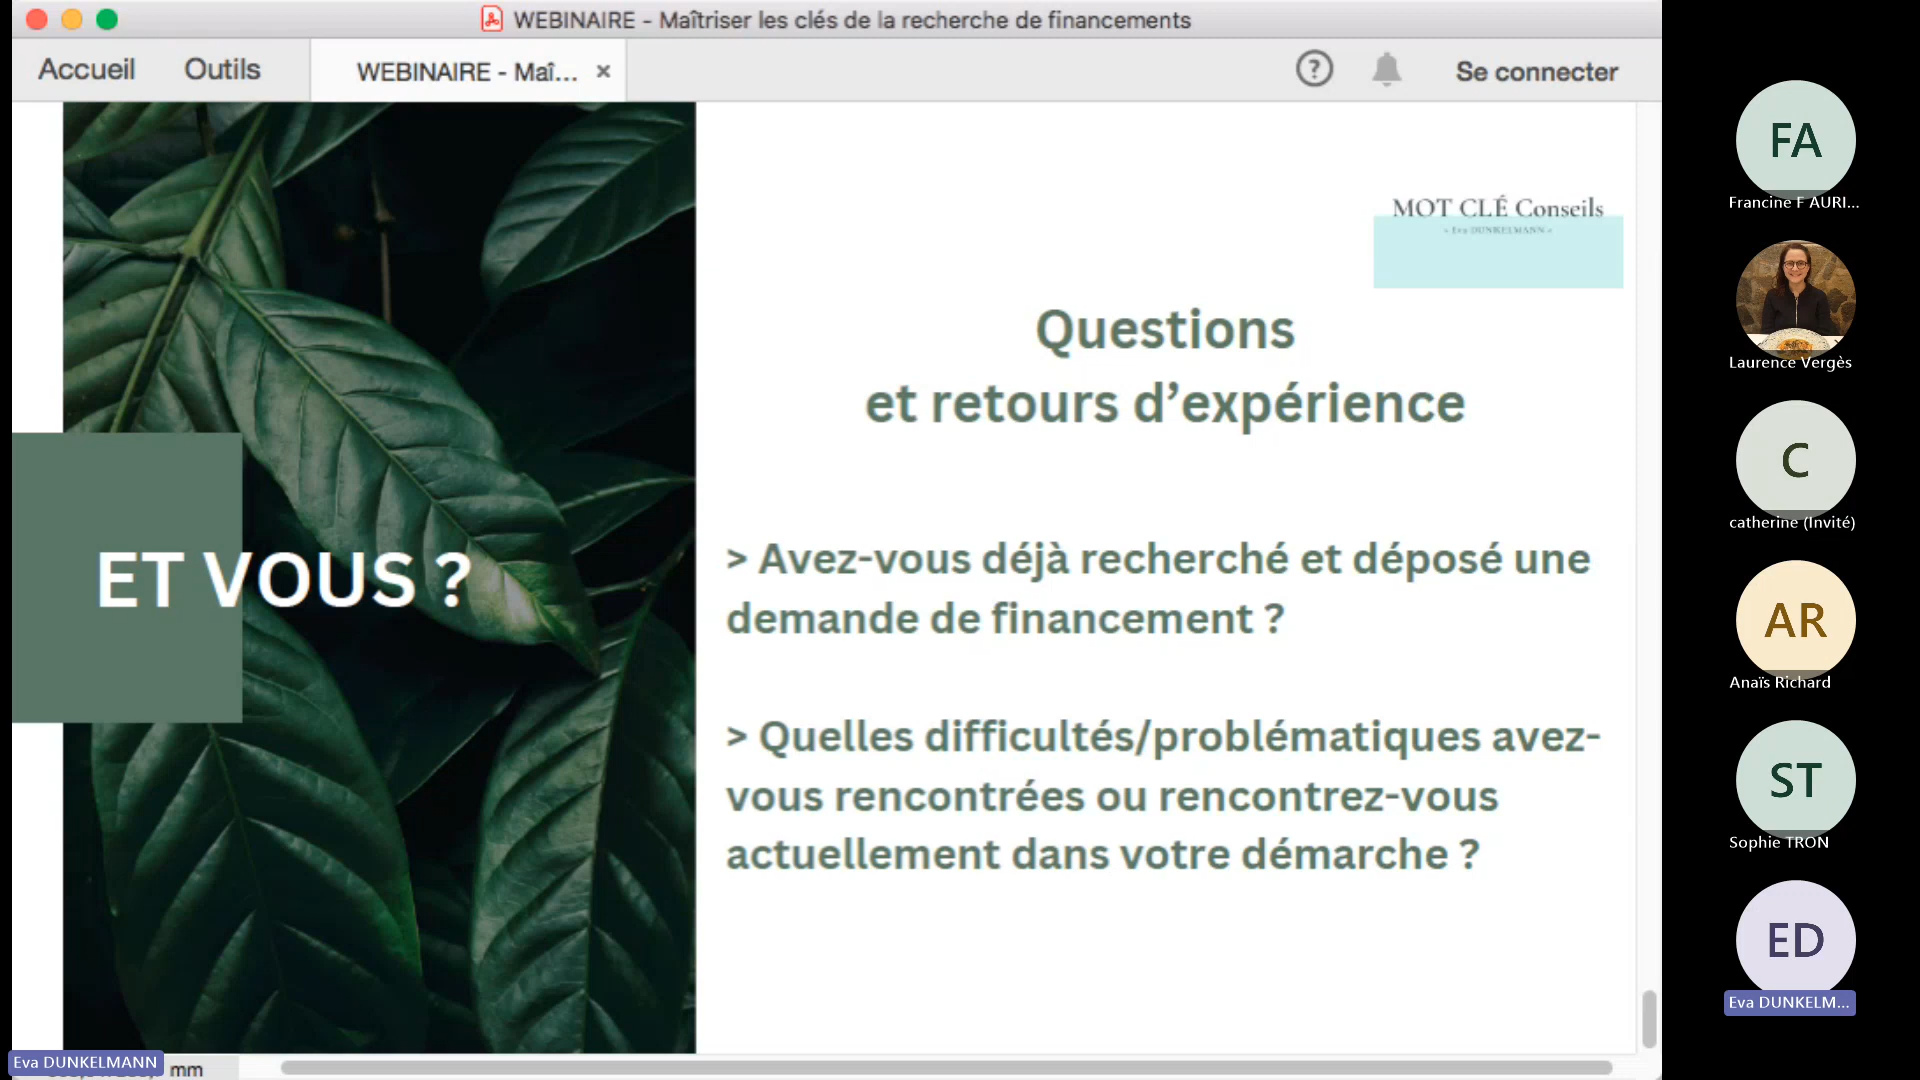 WEBINAIRE - Maîtriser les clés de la recherche de financements
Accueil
Outils
WEBINAIRE - Maî... ×
?
Se connecter
MOT CLÉ Conseils
- Eva DUNKELMANN -
Questions
et retours d’expérience
ET VOUS ?
> Avez-vous déjà recherché et déposé une
demande de financement ?
> Quelles difficultés/problématiques avez-
vous rencontrées ou rencontrez-vous
actuellement dans votre démarche ?
Eva DUNKELMANN
mm
FA
Francine F AURI...
Laurence Vergès
C
catherine (Invité)
AR
Anaïs Richard
ST
Sophie TRON
ED
Eva DUNKELM...